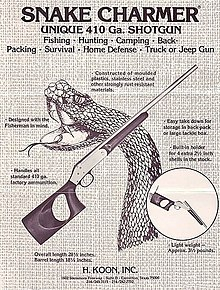 SNAKE CHARMER®
UNIQUE 410 Ga. SHOTGUN
Fishing · Hunting · Camping · Back-
Packing · Survival · Home Defense · Truck or Jeep Gun
• Constructed of moulded
plastics, stainless steel and
other strongly rust-resistant
materials.
• Designed with the
Fisherman in mind.
• Easy take down for
storage in back-pack
or large tackle box.
• Handles all
standard 410 ga.
factory ammunition.
• Built-in holder
for 4 extra 2½ inch
shells in the stock.
Overall length 28½ inches.
Barrel length 18⅛ inches.
Light weight —
Approx. 3½ pounds.
H. KOON, INC.